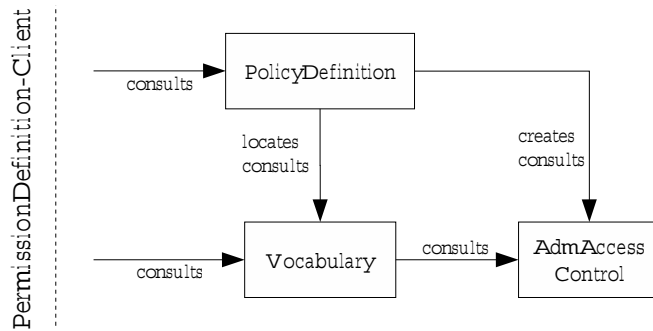 PermissionDefinition-Client
consults
PolicyDefinition
locates
consults
creates
consults
consults
Vocabulary
consults
AdmAccess
Control